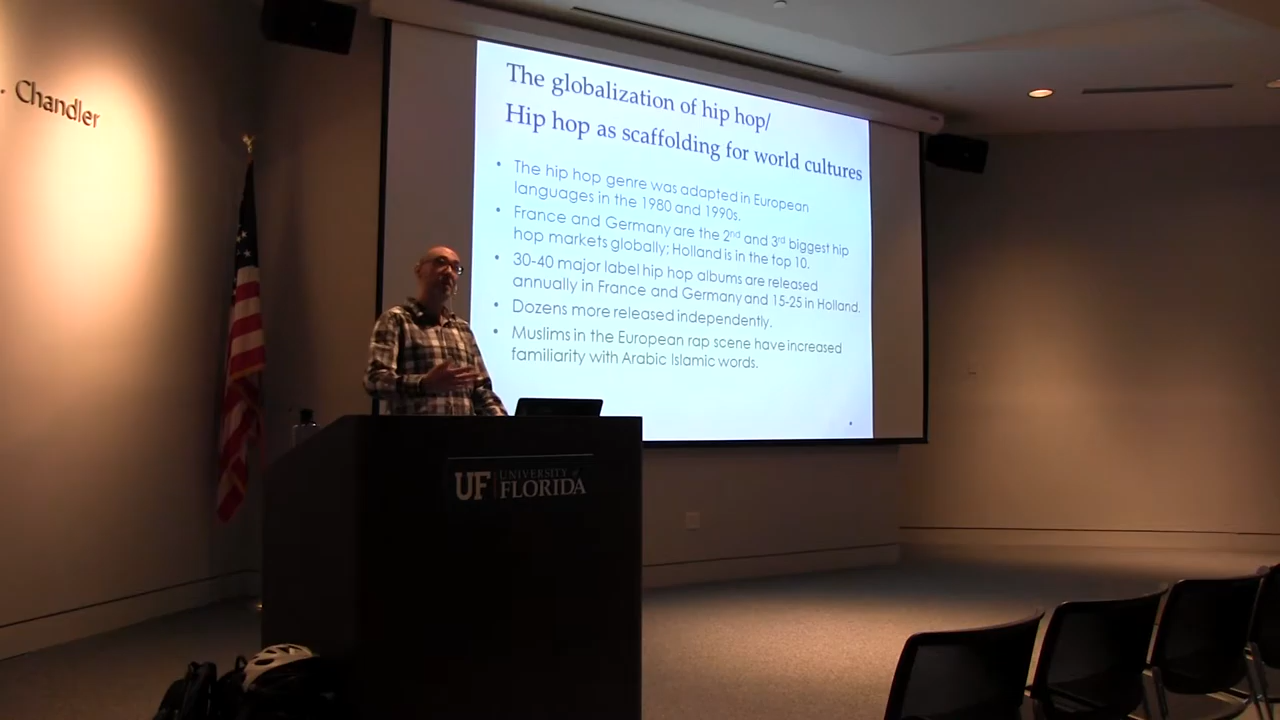 . Chandler
The globalization of hip hop/
Hip hop as scaffolding for world cultures
• The hip hop genre was adapted in European
languages in the 1980 and 1990s.
• France and Germany are the 2nd and 3rd biggest hip
hop markets globally; Holland is in the top 10.
• 30-40 major label hip hop albums are released
annually in France and Germany and 15-25 in Holland.
• Dozens more released independently.
• Muslims in the European rap scene have increased
familiarity with Arabic Islamic words.
UF UNIVERSITY of
FLORIDA